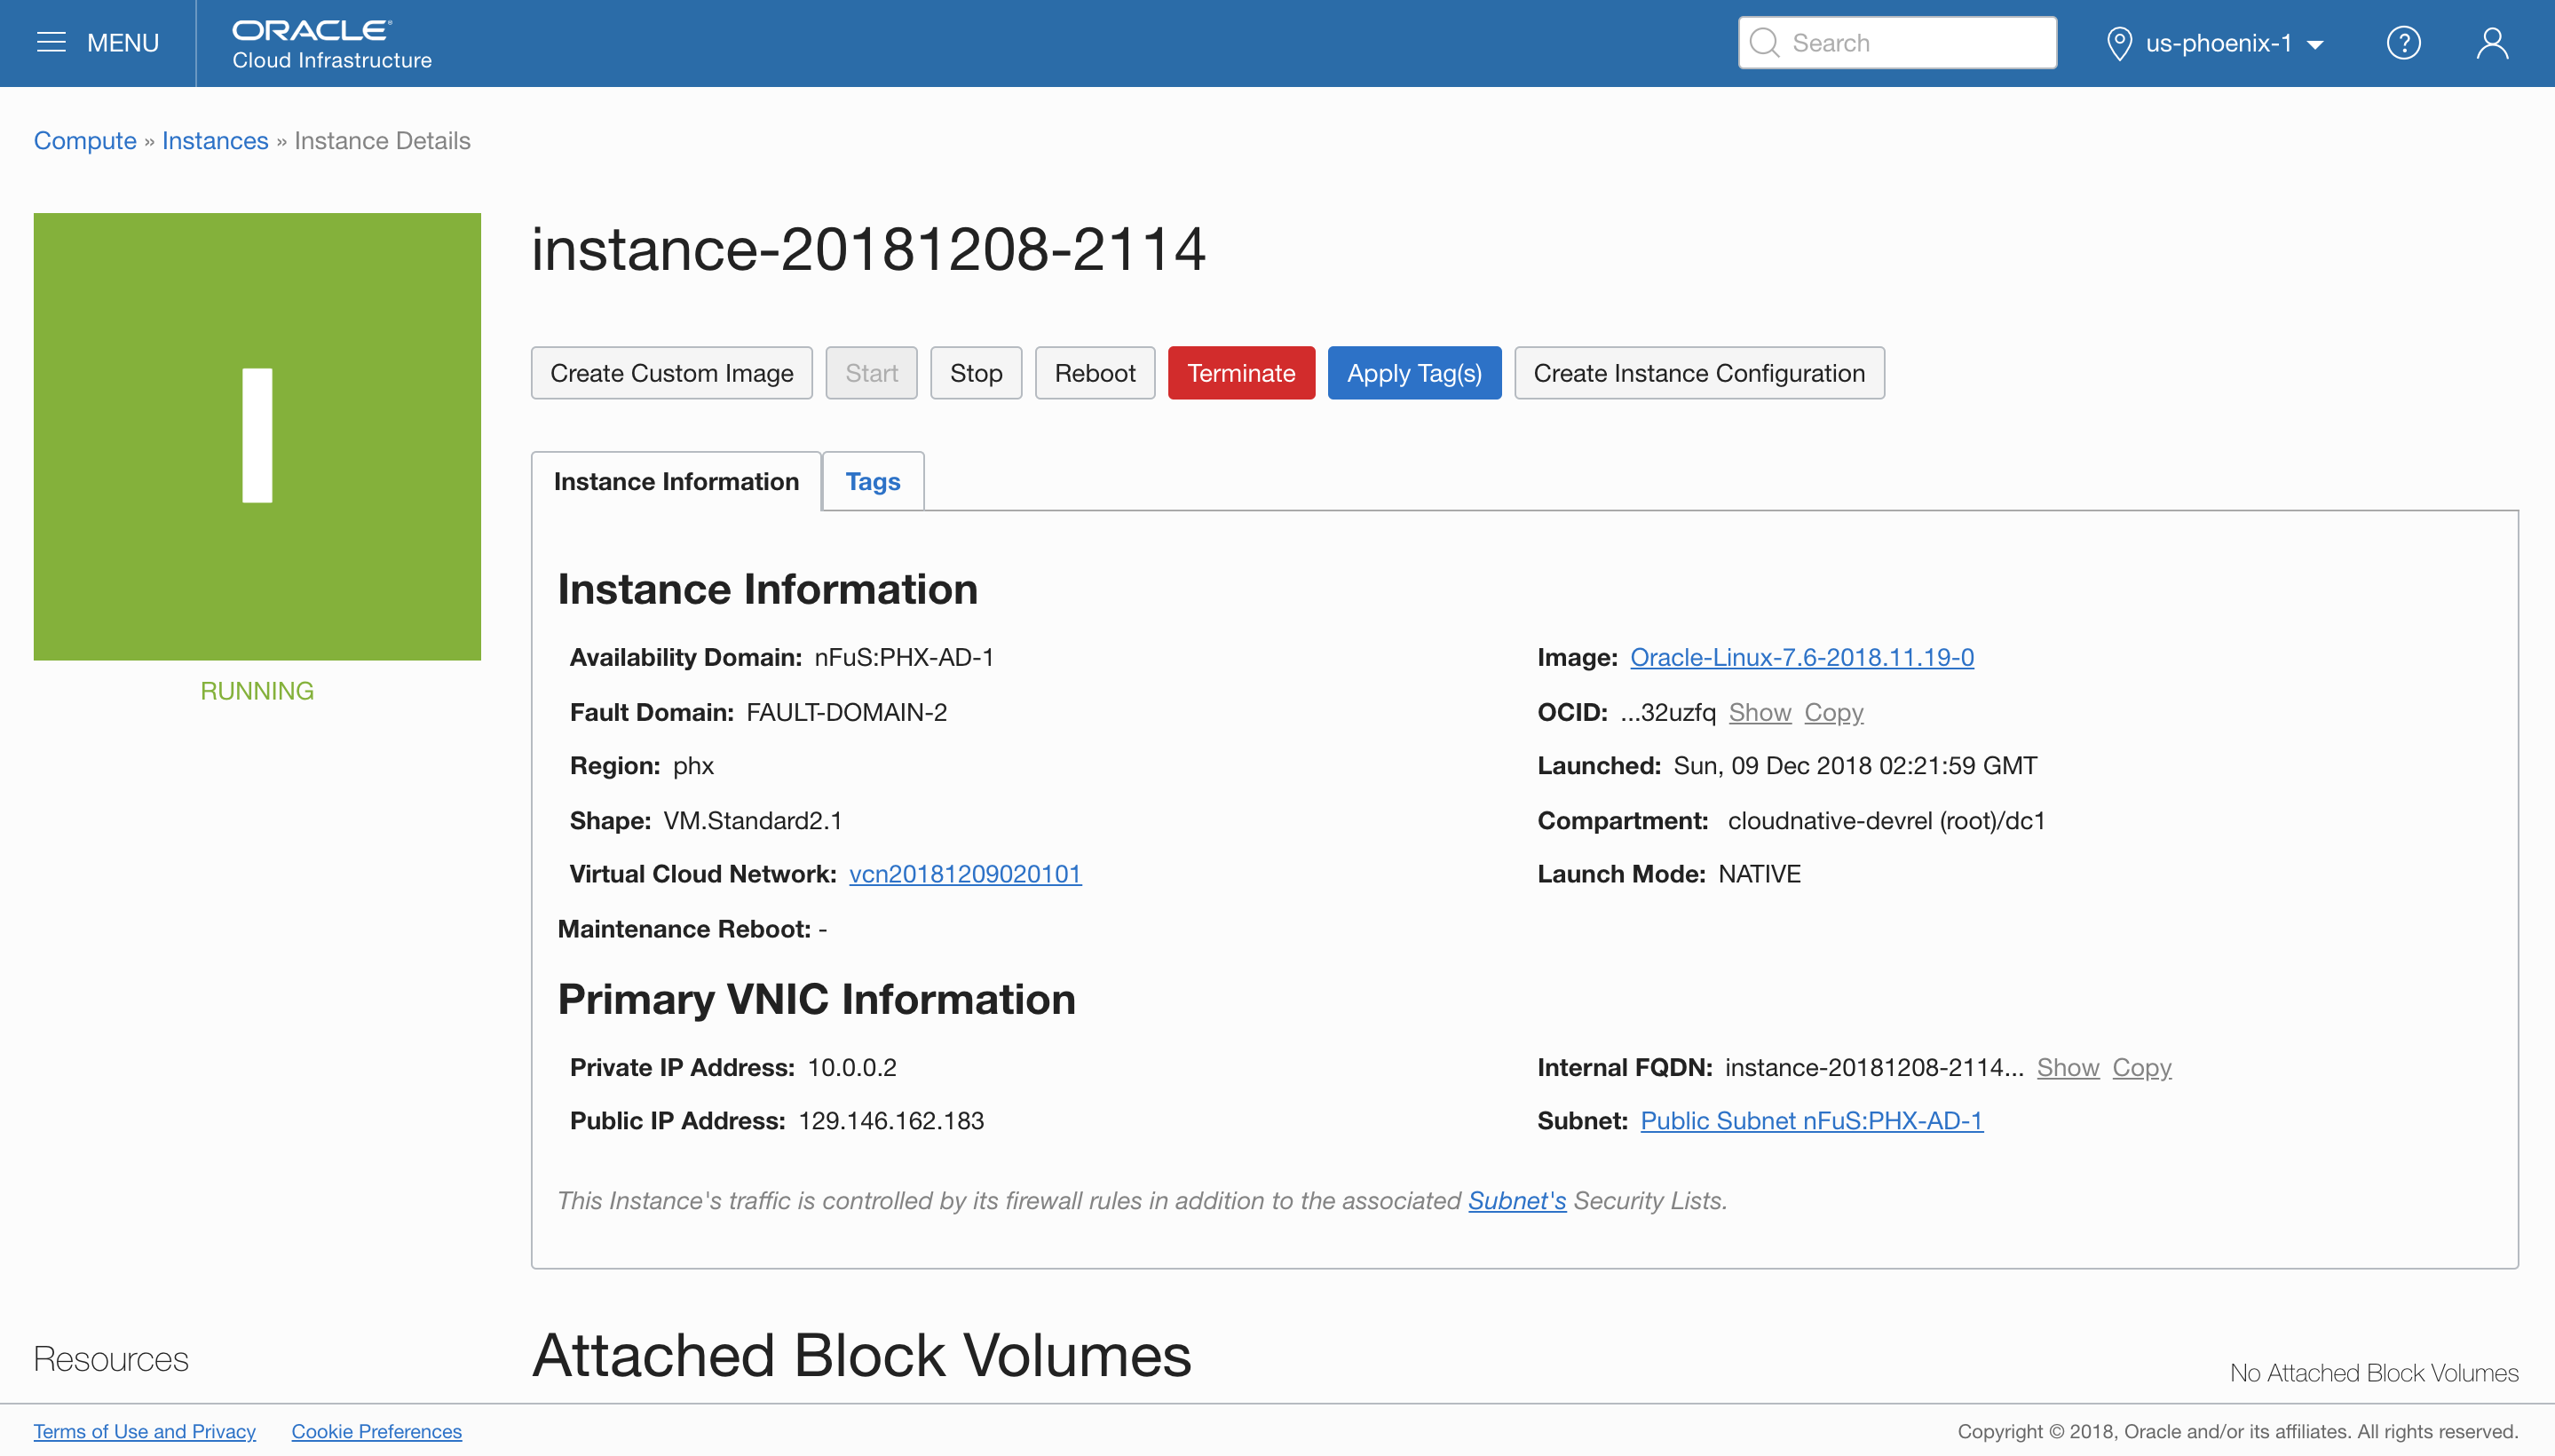 MENU
ORACLE
Cloud Infrastructure
Search
us-phoenix-1
?
Compute » Instances » Instance Details
I
RUNNING
instance-20181208-2114
Create Custom Image Start Stop Reboot Terminate Apply Tag(s) Create Instance Configuration
Instance Information Tags
Instance Information
Availability Domain: nFuS:PHX-AD-1
Image: Oracle-Linux-7.6-2018.11.19-0
Fault Domain: FAULT-DOMAIN-2
OCID: ...32uzfq Show Copy
Region: phx
Launched: Sun, 09 Dec 2018 02:21:59 GMT
Shape: VM.Standard2.1
Compartment: cloudnative-devrel (root)/dc1
Virtual Cloud Network: vcn20181209020101
Launch Mode: NATIVE
Maintenance Reboot: -
Primary VNIC Information
Private IP Address: 10.0.0.2
Internal FQDN: instance-20181208-2114... Show Copy
Public IP Address: 129.146.162.183
Subnet: Public Subnet nFuS:PHX-AD-1
This Instance's traffic is controlled by its firewall rules in addition to the associated Subnet's Security Lists.
Resources
Attached Block Volumes
No Attached Block Volumes
Terms of Use and Privacy Cookie Preferences
Copyright © 2018, Oracle and/or its affiliates. All rights reserved.